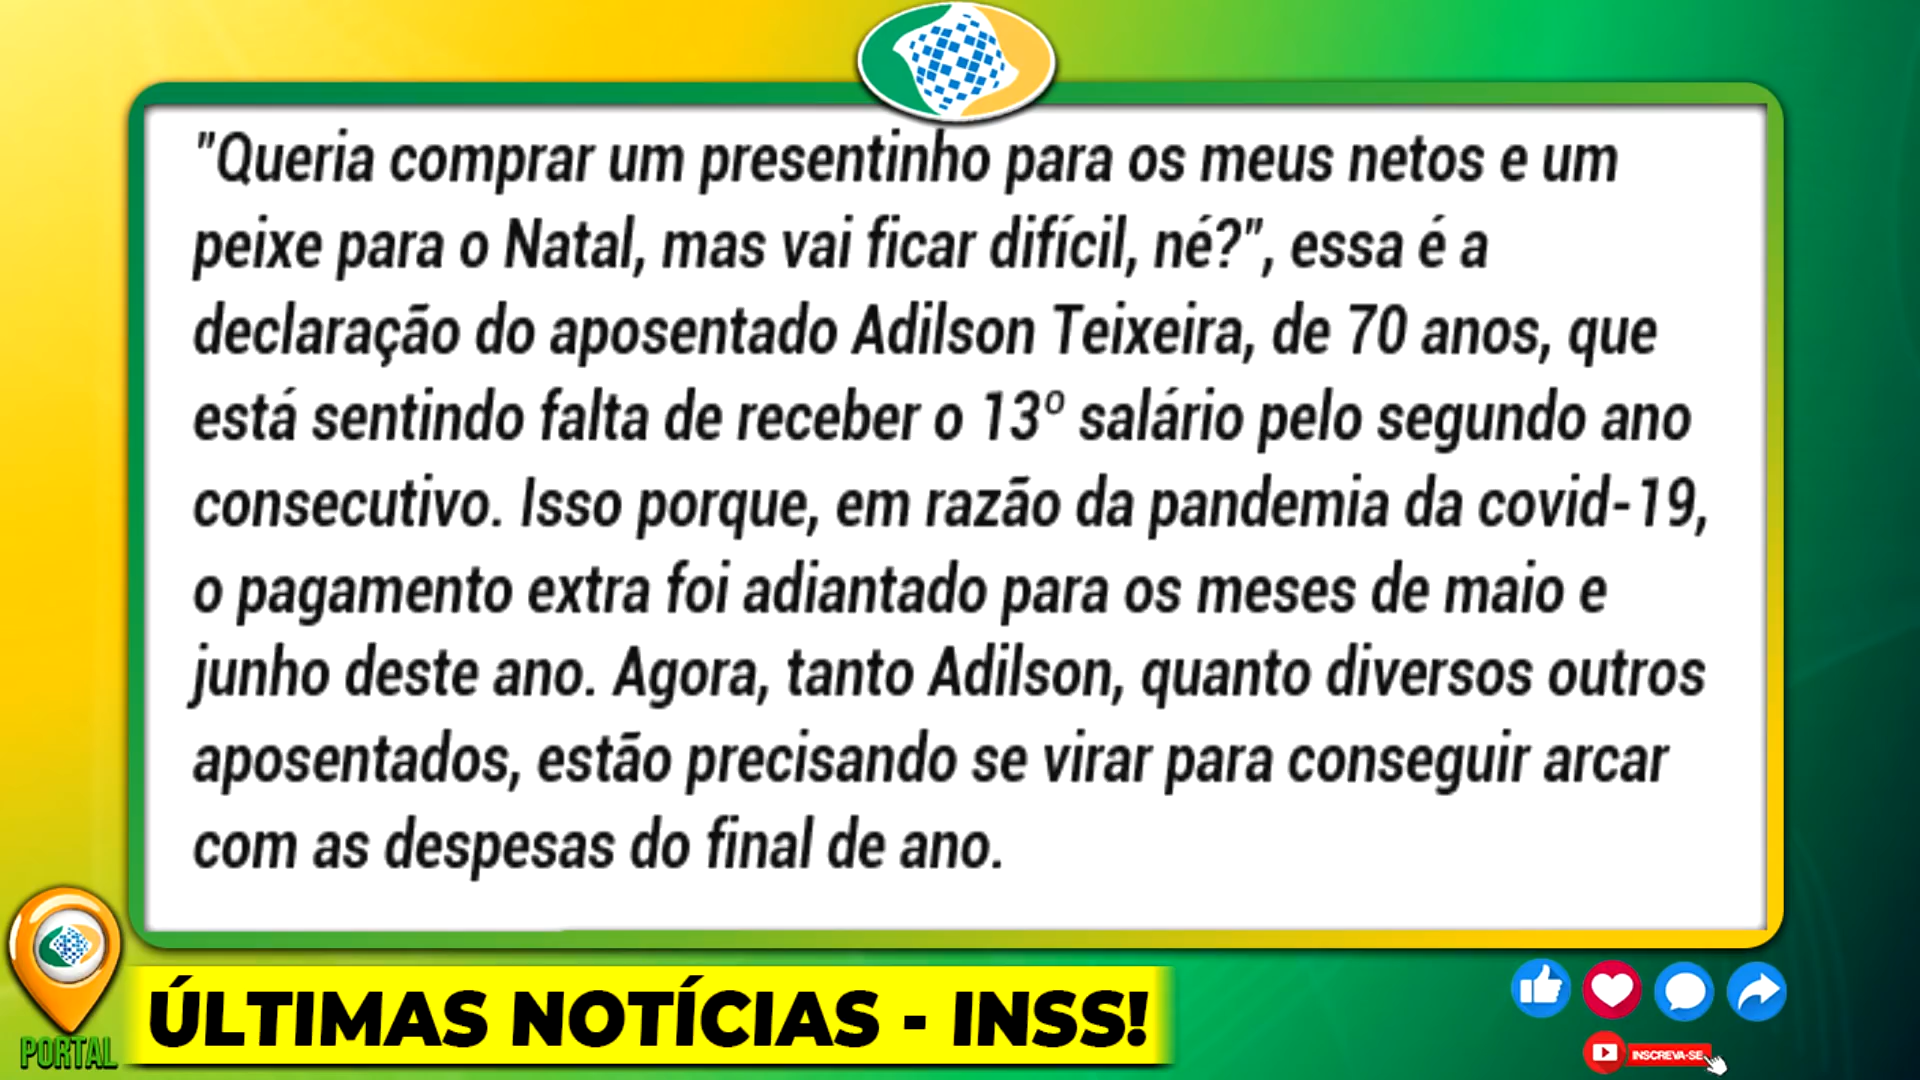 "Queria comprar um presentinho para os meus netos e um
peixe para o Natal, mas vai ficar difícil, né?", essa é a
declaração do aposentado Adilson Teixeira, de 70 anos, que
está sentindo falta de receber o 13º salário pelo segundo ano
consecutivo. Isso porque, em razão da pandemia da covid-19,
o pagamento extra foi adiantado para os meses de maio e
junho deste ano. Agora, tanto Adilson, quanto diversos outros
aposentados, estão precisando se virar para conseguir arcar
com as despesas do final de ano.
PORTAL
ÚLTIMAS NOTÍCIAS - INSS!
INSCREVA-SE